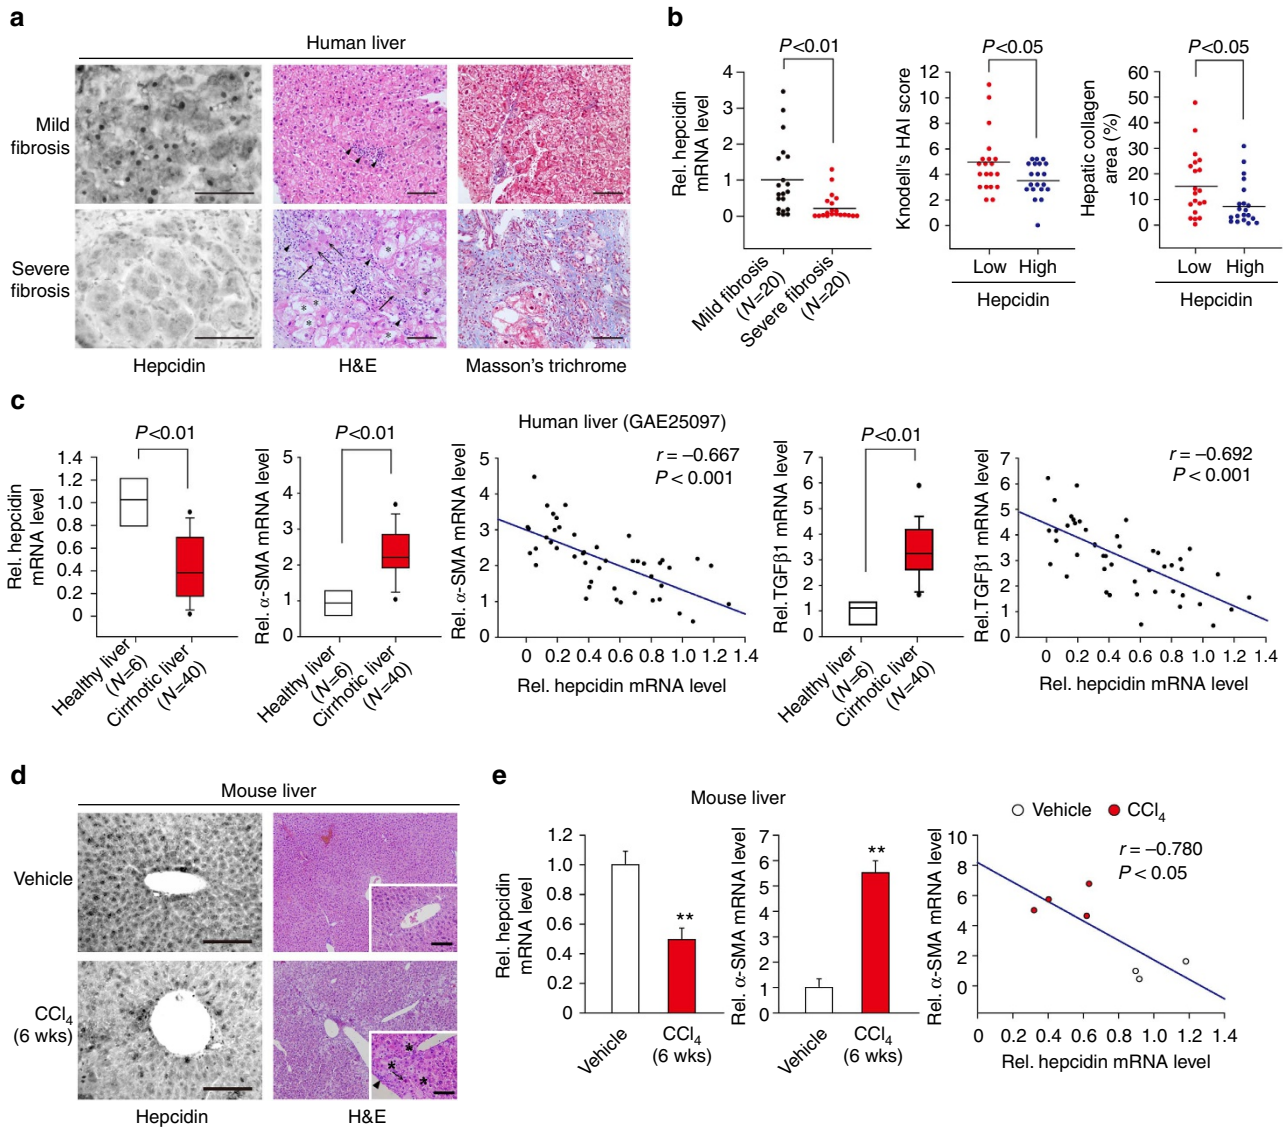 a
Human liver
Mild
fibrosis
Severe
fibrosis
*
*
*
*
*
Hepcidin
H&E
Masson's trichrome
b
P<0.01
Rel. hepcidin
mRNA level
4
3
2
1
0
Mild fibrosis
(N=20)
Severe fibrosis
(N=20)
P<0.05
Knodell's HAI score
12
10
8
6
4
2
0
Low High
Hepcidin
P<0.05
Hepatic collagen
area (%)
60
50
40
30
20
10
0
Low High
Hepcidin
c
Human liver (GAE25097)
P<0.01
Rel. hepcidin
mRNA level
1.4
1.2
1.0
0.8
0.6
0.4
0.2
0
Healthy liver
(N=6)
Cirrhotic liver
(N=40)
P<0.01
Rel. α-SMA mRNA level
5
4
3
2
1
0
Healthy liver
(N=6)
Cirrhotic liver
(N=40)
Rel. α-SMA mRNA level
r = −0.667
P < 0.001
5
4
3
2
1
0
0 0.2 0.4 0.6 0.8 1.0 1.2 1.4
Rel. hepcidin mRNA level
P<0.01
Rel.TGFβ1 mRNA level
7
6
5
4
3
2
1
0
Healthy liver
(N=6)
Cirrhotic liver
(N=40)
Rel.TGFβ1 mRNA level
r = −0.692
P < 0.001
7
6
5
4
3
2
1
0
0 0.2 0.4 0.6 0.8 1.0 1.2 1.4
Rel. hepcidin mRNA level
d
Mouse liver
Vehicle
CCl4
(6 wks)
*
*
*
Hepcidin
H&E
e
Mouse liver
Rel. hepcidin
mRNA level
1.2
1.0
0.8
0.6
0.4
0.2
0
**
Vehicle
CCl4
(6 wks)
Rel. α-SMA mRNA level
7
6
5
4
3
2
1
0
**
Vehicle
CCl4
(6 wks)
Vehicle CCl4
r = −0.780
P < 0.05
Rel. α-SMA mRNA level
10
8
6
4
2
0
0 0.2 0.4 0.6 0.8 1.0 1.2 1.4
Rel. hepcidin mRNA level